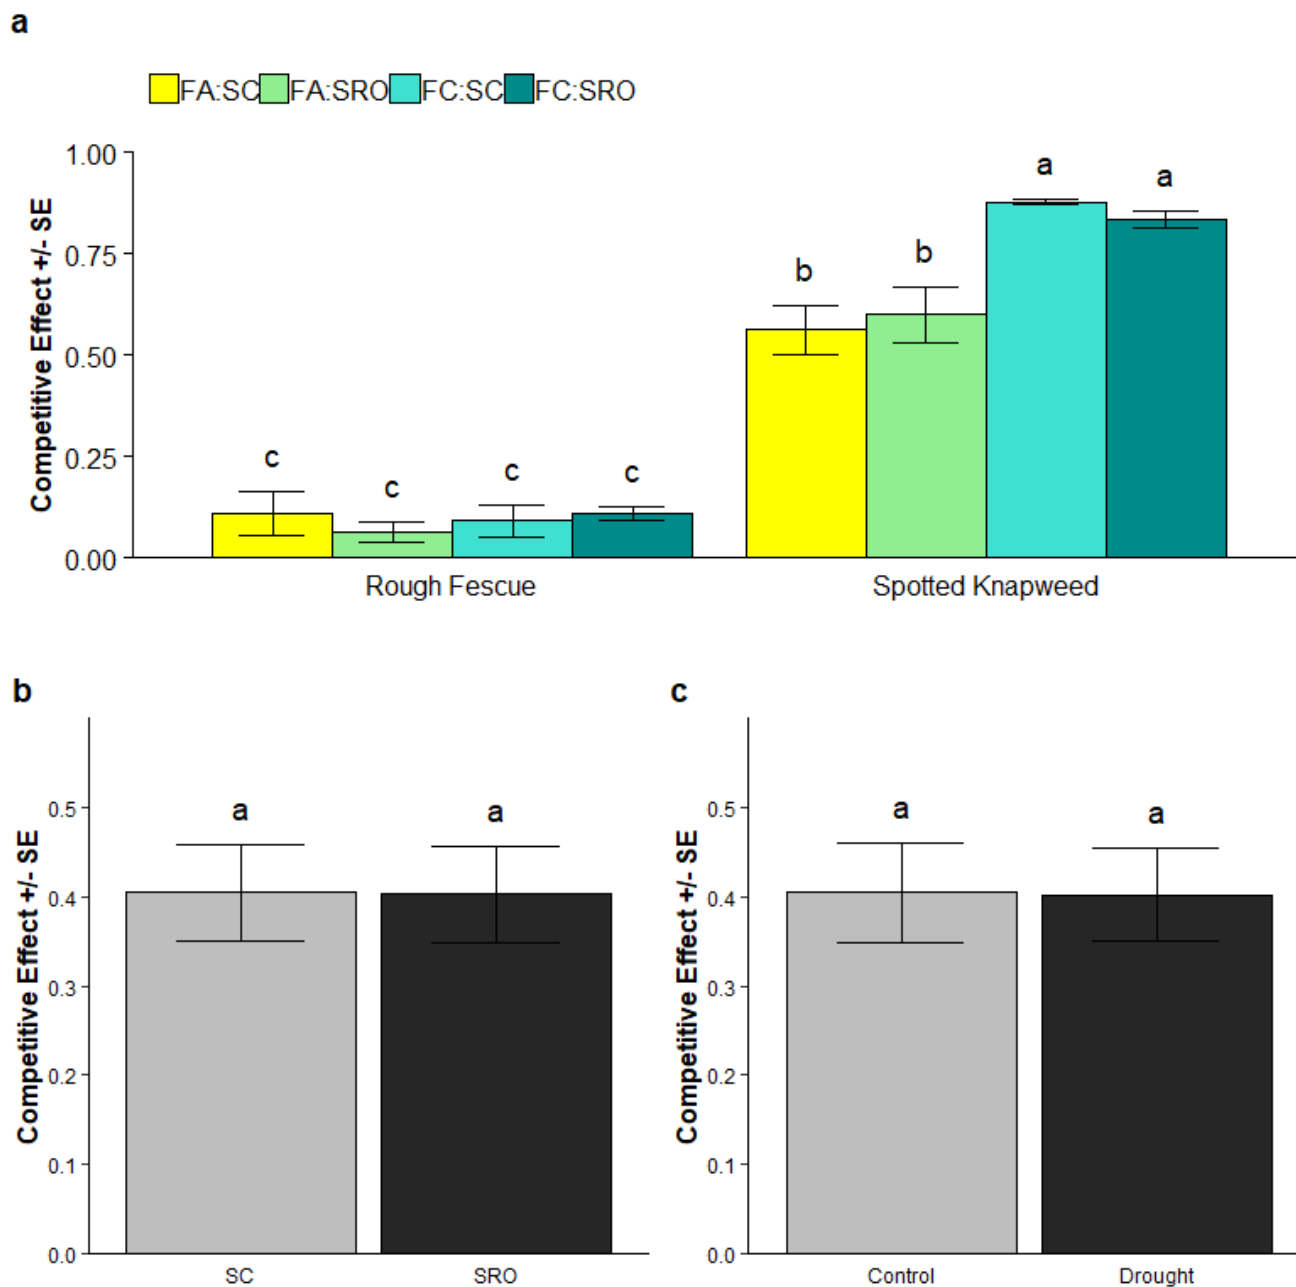 a
FA:SC FA:SRO FC:SC FC:SRO
Competitive Effect +/- SE
1.00
0.75
0.50
0.25
0.00
c c c c b b a a
Rough Fescue Spotted Knapweed
b
Competitive Effect +/- SE
0.5
0.4
0.3
0.2
0.1
0.0
a a
SC SRO
c
Competitive Effect +/- SE
0.5
0.4
0.3
0.2
0.1
0.0
a a
Control Drought